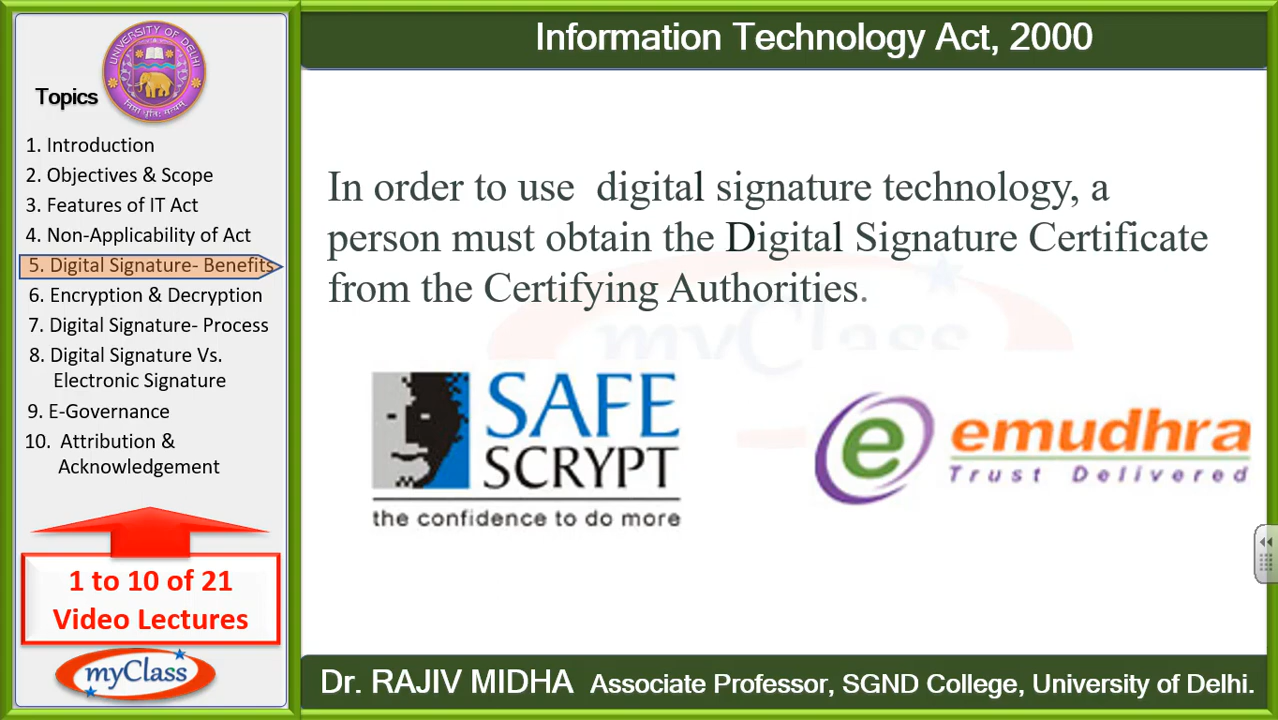 Information Technology Act, 2000
UNIVERSITY OF DELHI
Topics
1. Introduction
2. Objectives & Scope
3. Features of IT Act
4. Non-Applicability of Act
5. Digital Signature- Benefits
6. Encryption & Decryption
7. Digital Signature- Process
8. Digital Signature Vs.
Electronic Signature
9. E-Governance
10. Attribution &
Acknowledgement
1 to 10 of 21
Video Lectures
myClass
In order to use digital signature technology, a
person must obtain the Digital Signature Certificate
from the Certifying Authorities.
myClass
SAFE
SCRYPT
the confidence to do more
e emudhra
Trust Delivered
Dr. RAJIV MIDHA Associate Professor, SGND College, University of Delhi.